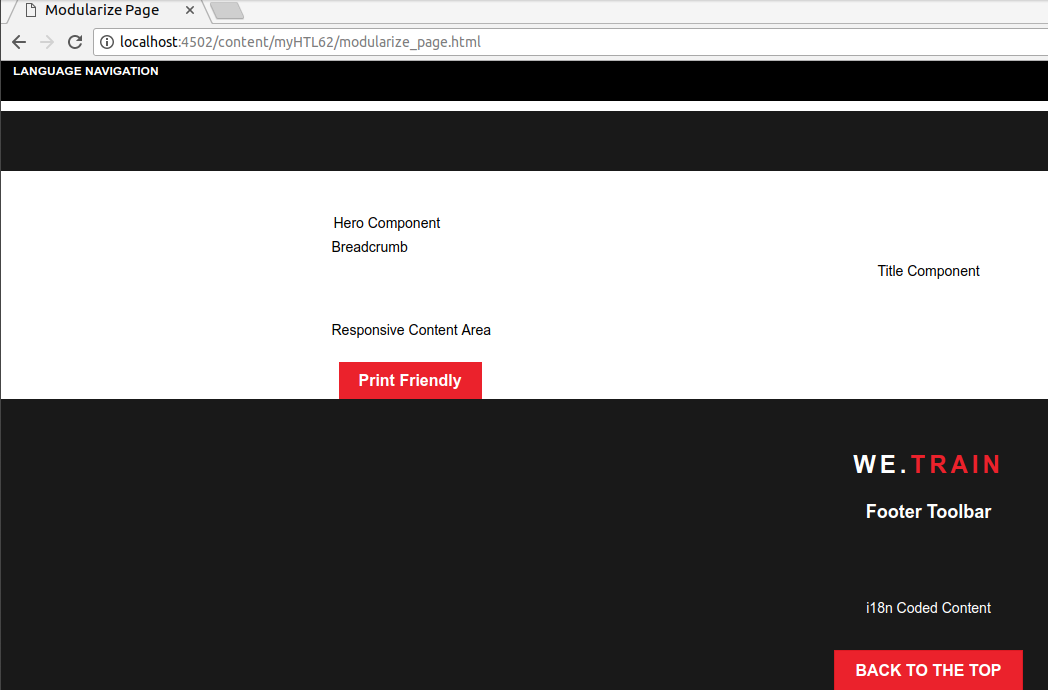 Modularize Page
localhost:4502/content/myHTL62/modularize_page.html
LANGUAGE NAVIGATION
Hero Component
Breadcrumb
Title Component
Responsive Content Area
Print Friendly
WE.TRAIN
Footer Toolbar
i18n Coded Content
BACK TO THE TOP